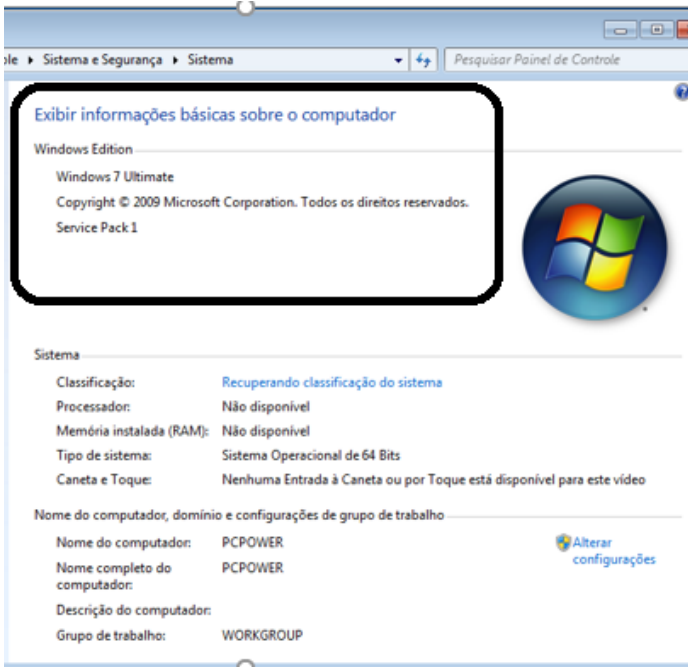 ole ▸ Sistema e Segurança ▸ Sistema
Pesquisar Painel de Controle
Exibir informações básicas sobre o computador
Windows Edition
Windows 7 Ultimate
Copyright © 2009 Microsoft Corporation. Todos os direitos reservados.
Service Pack 1
Sistema
Classificação: Recuperando classificação do sistema
Processador: Não disponível
Memória instalada (RAM): Não disponível
Tipo de sistema: Sistema Operacional de 64 Bits
Caneta e Toque: Nenhuma Entrada à Caneta ou por Toque está disponível para este vídeo
Nome do computador, domínio e configurações de grupo de trabalho
Nome do computador: PCPOWER
Alterar
configurações
Nome completo do
computador: PCPOWER
Descrição do computador:
Grupo de trabalho: WORKGROUP